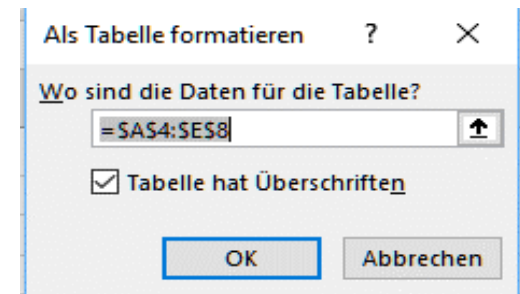 Als Tabelle formatieren ?
Wo sind die Daten für die Tabelle?
=$A$4:$E$8
Tabelle hat Überschriften
OK Abbrechen